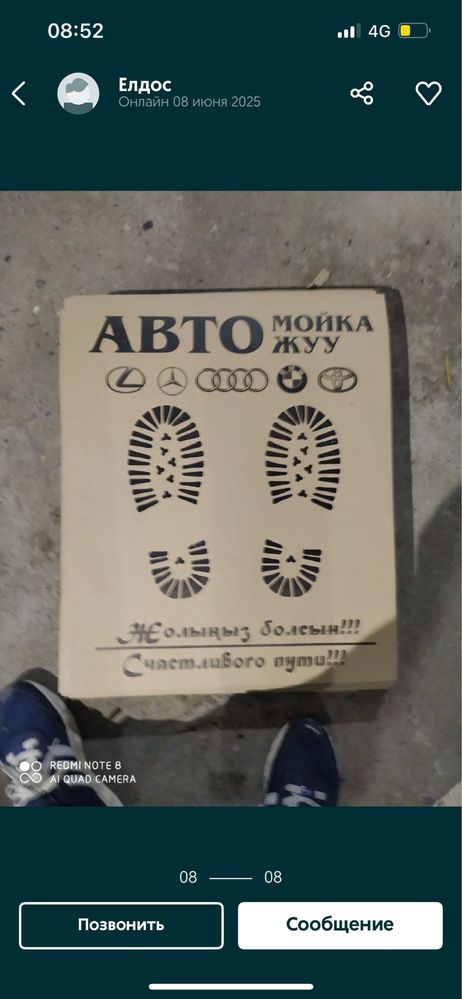 08:52
4G
Елдос
Онлайн 08 июня 2025
АВТО МОЙКА
ЖУУ
Жолыңыз болсын!!!
Счастливого пути!!!
REDMI NOTE 8
AI QUAD CAMERA
08 08
Позвонить
Сообщение